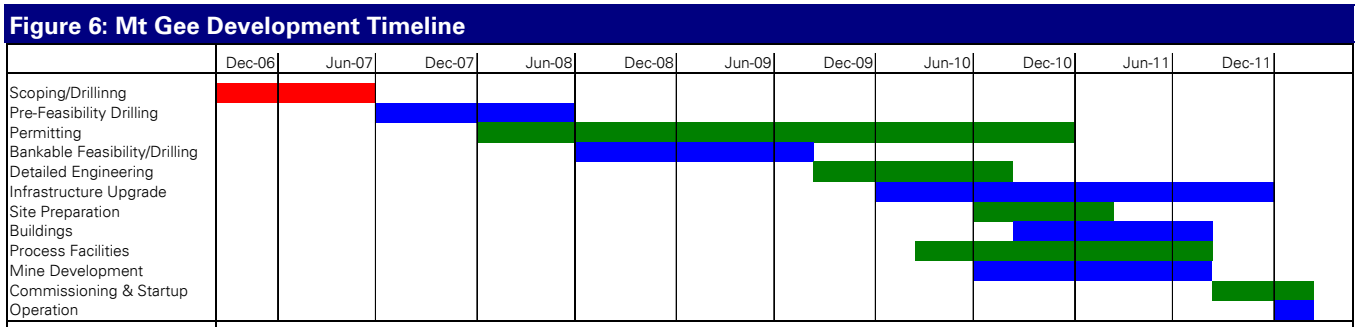 Figure 6: Mt Gee Development Timeline
Dec-06 Jun-07 Dec-07 Jun-08 Dec-08 Jun-09 Dec-09 Jun-10 Dec-10 Jun-11 Dec-11
Scoping/Drillinng
Pre-Feasibility Drilling
Permitting
Bankable Feasibility/Drilling
Detailed Engineering
Infrastructure Upgrade
Site Preparation
Buildings
Process Facilities
Mine Development
Commissioning & Startup
Operation